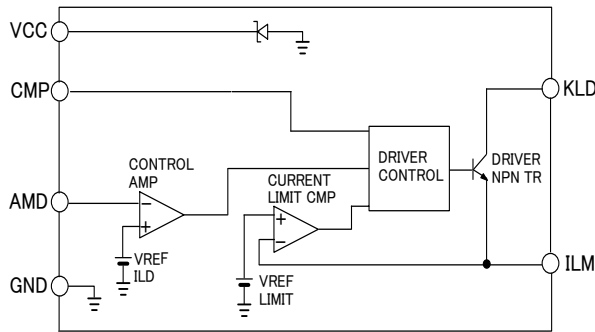 VCC
CMP
KLD
CONTROL
AMP
DRIVER
CONTROL
DRIVER
NPN TR
CURRENT
LIMIT CMP
AMD
−
+
+
−
VREF
ILD
VREF
LIMIT
ILM
GND